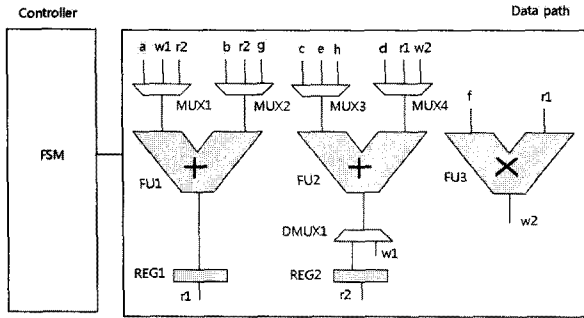 Controller
Data path
a w1 r2
b r2 g
c e h
d r1 w2
MUX1
MUX2
MUX3
MUX4
f
r1
FSM
+
+
×
FU1
FU2
FU3
DMUX1
w1
w2
REG1
REG2
r1
r2